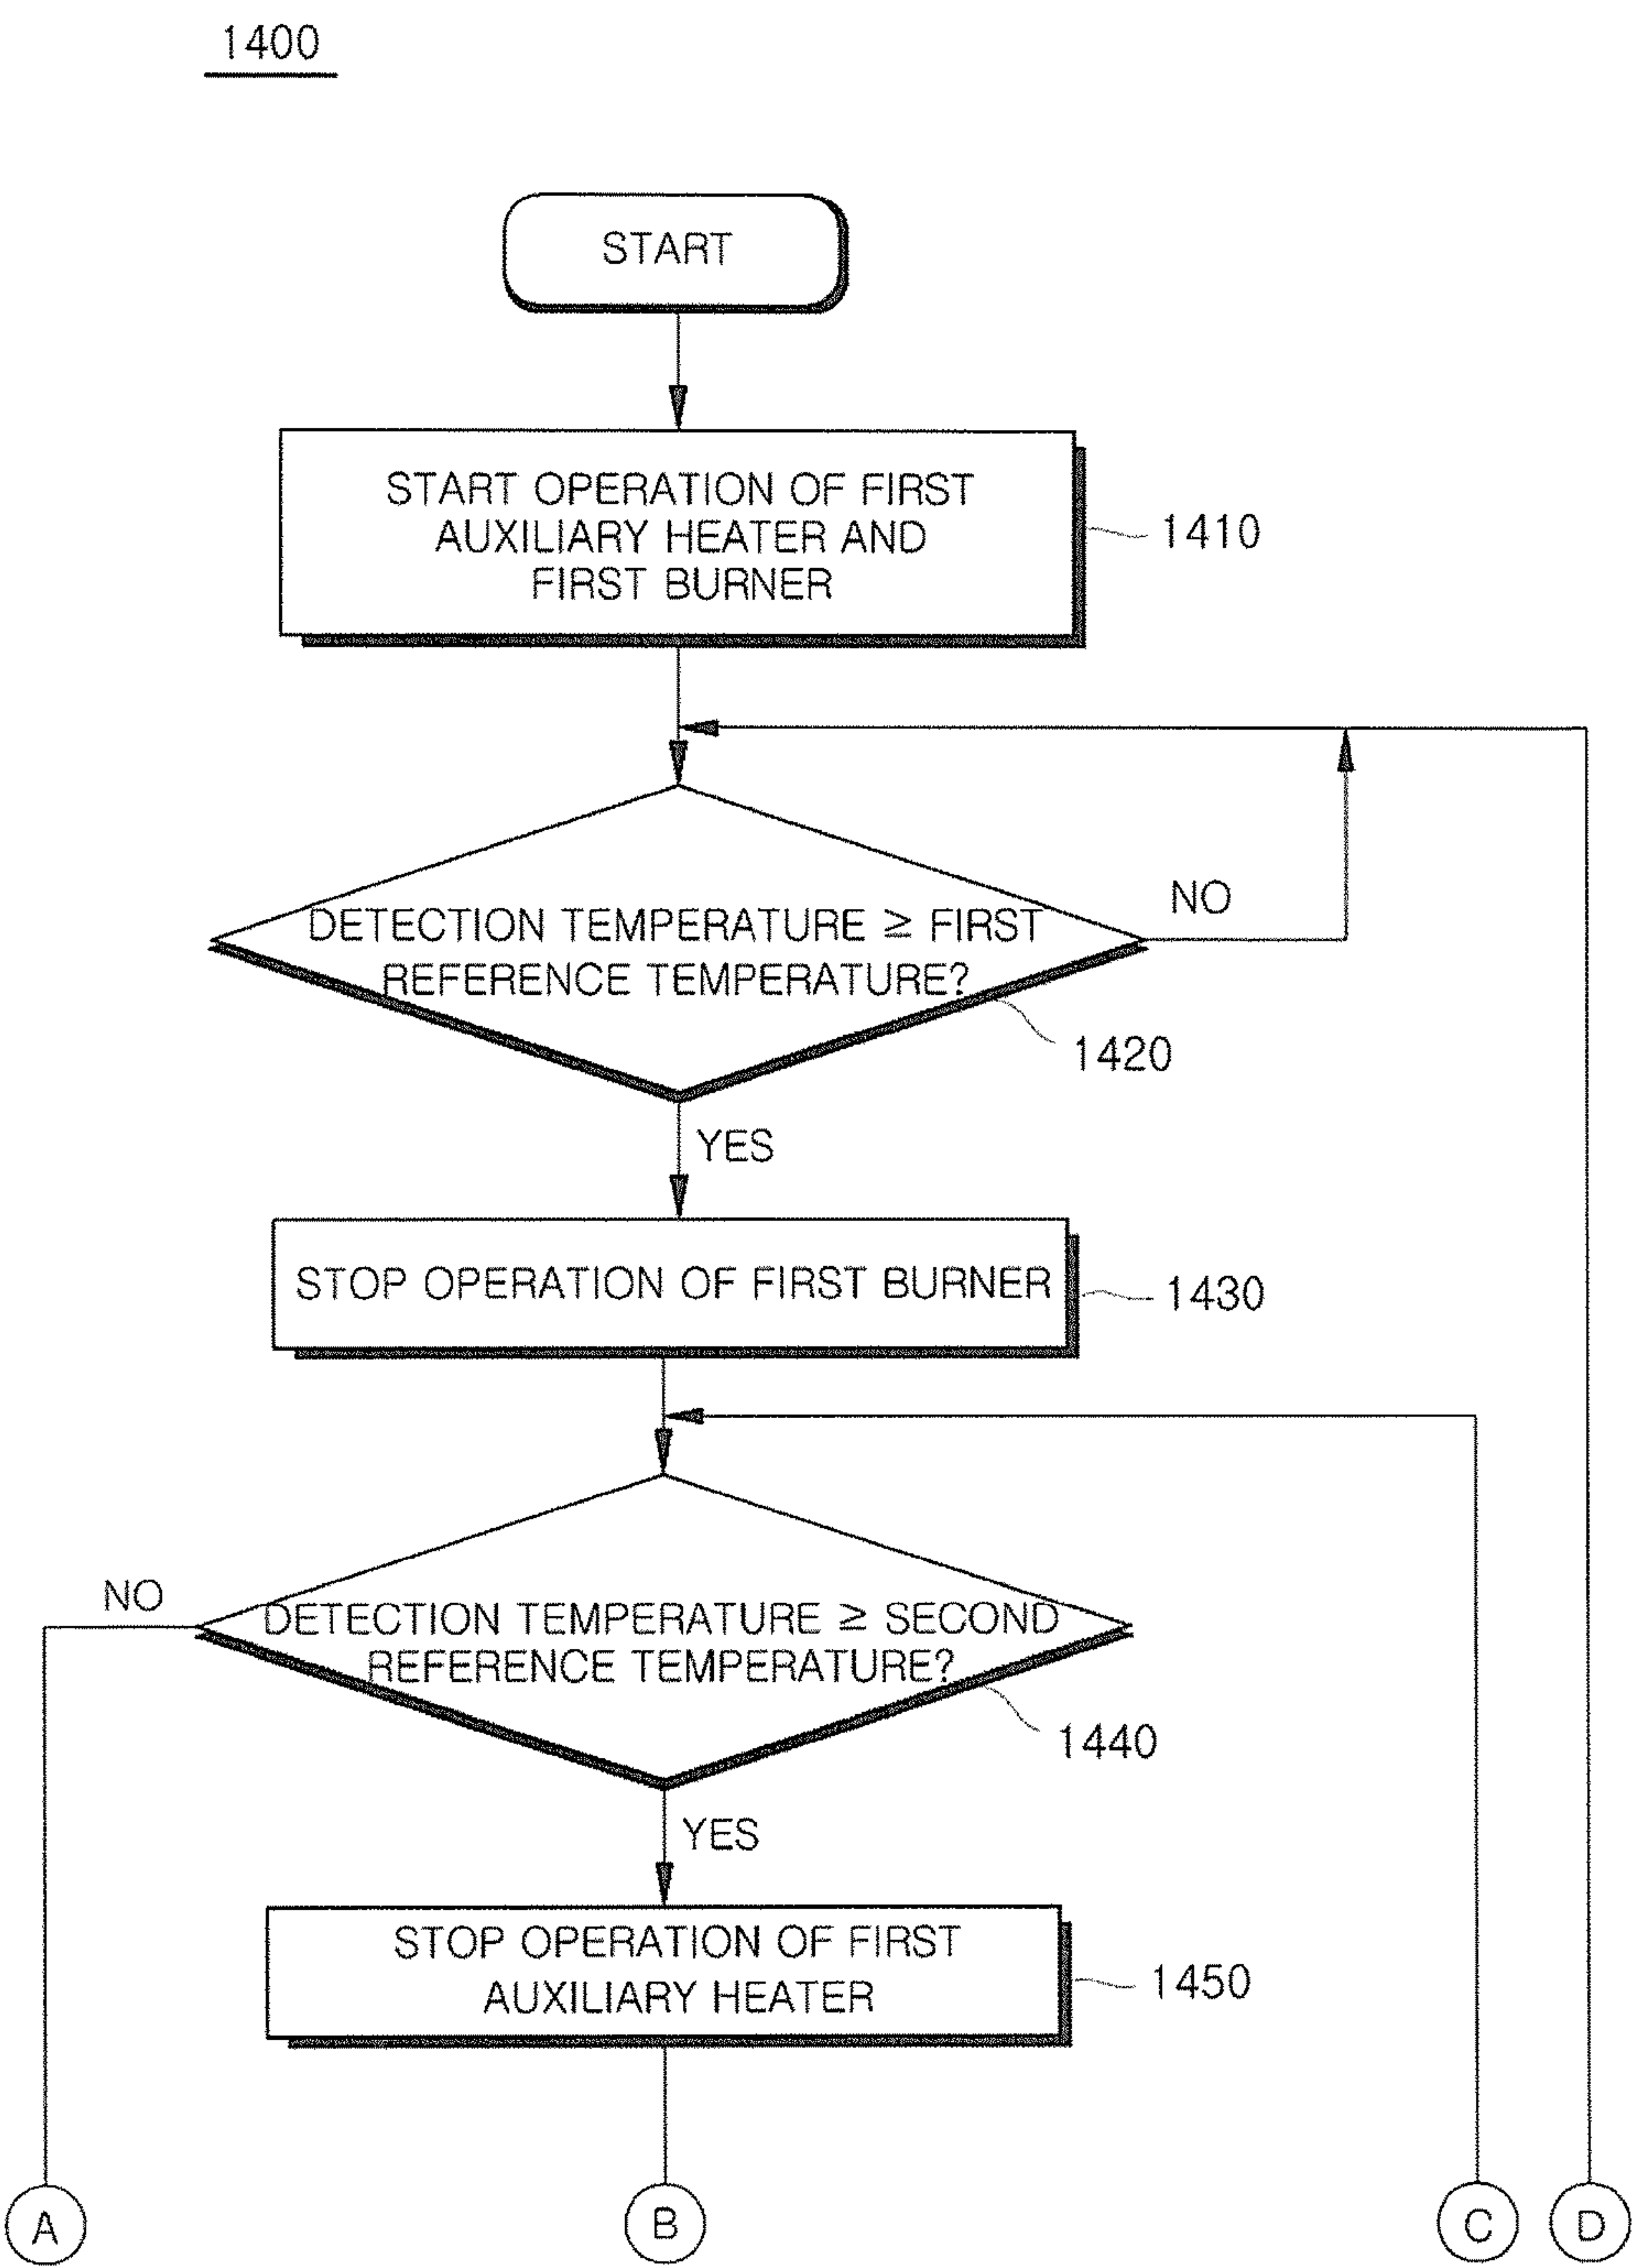 1400
START
START OPERATION OF FIRST
AUXILIARY HEATER AND
FIRST BURNER
1410
NO
DETECTION TEMPERATURE ≥ FIRST
REFERENCE TEMPERATURE?
1420
YES
STOP OPERATION OF FIRST BURNER
1430
NO
DETECTION TEMPERATURE ≥ SECOND
REFERENCE TEMPERATURE?
1440
YES
STOP OPERATION OF FIRST
AUXILIARY HEATER
1450
A
B
C
D